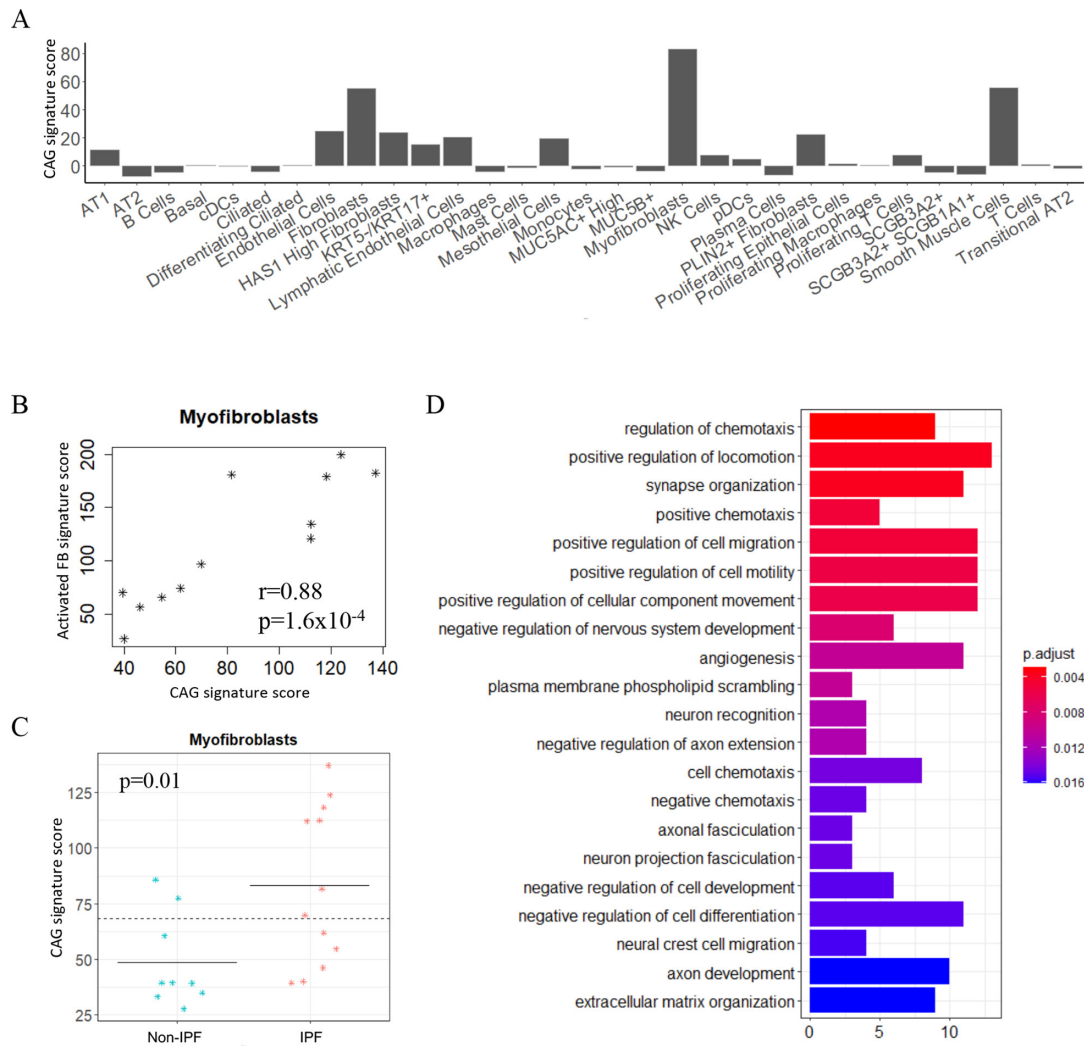 A
CAG signature score
80
60
40
20
0
AT1
AT2
B Cells
Basal
cDCs
Ciliated
Differentiating Ciliated
Endothelial Cells
Fibroblasts
HAS1 High Fibroblasts
KRT5-/KRT17+
Lymphatic Endothelial Cells
Macrophages
Mast Cells
Mesothelial Cells
Monocytes
MUC5AC+ High
MUC5B+
Myofibroblasts
NK Cells
pDCs
Plasma Cells
PLIN2+ Fibroblasts
Proliferating Epithelial Cells
Proliferating Macrophages
Proliferating T Cells
SCGB3A2+
SCGB3A2+ SCGB1A1+
Smooth Muscle Cells
T Cells
Transitional AT2
B
Myofibroblasts
Activated FB signature score
200
150
100
50
r=0.88
p=1.6x10-4
40 60 80 100 120 140
CAG signature score
C
Myofibroblasts
p=0.01
CAG signature score
125
100
75
50
25
Non-IPF IPF
D
regulation of chemotaxis
positive regulation of locomotion
synapse organization
positive chemotaxis
positive regulation of cell migration
positive regulation of cell motility
positive regulation of cellular component movement
negative regulation of nervous system development
angiogenesis
plasma membrane phospholipid scrambling
neuron recognition
negative regulation of axon extension
cell chemotaxis
negative chemotaxis
axonal fasciculation
neuron projection fasciculation
negative regulation of cell development
negative regulation of cell differentiation
neural crest cell migration
axon development
extracellular matrix organization
0 5 10
p.adjust
0.004
0.008
0.012
0.016